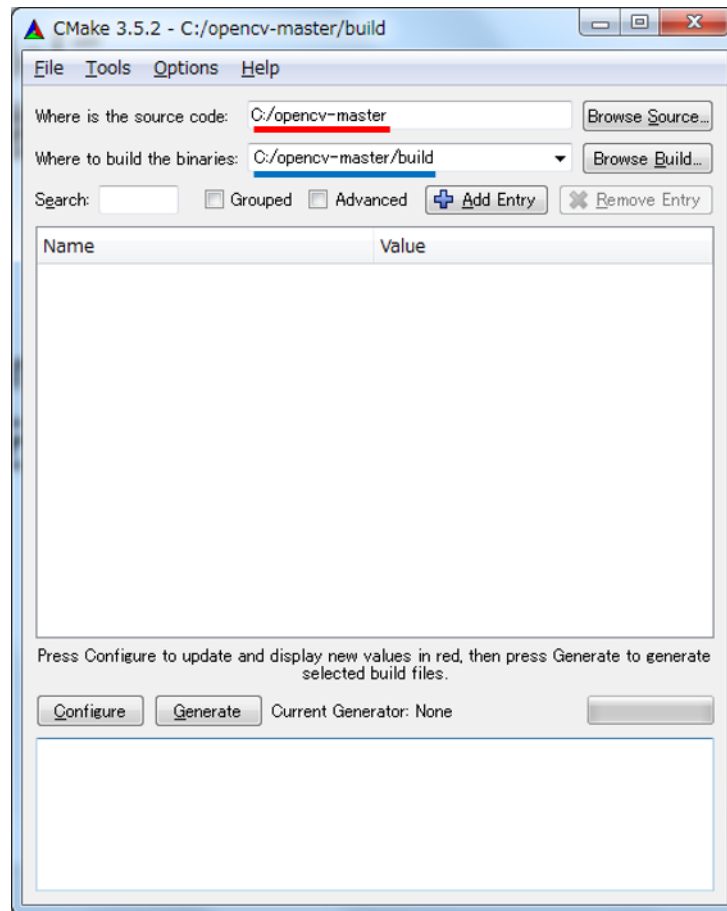 CMake 3.5.2 - C:/opencv-master/build
File Tools Options Help
Where is the source code: C:/opencv-master Browse Source...
Where to build the binaries: C:/opencv-master/build Browse Build...
Search: Grouped Advanced Add Entry Remove Entry
Name Value
Press Configure to update and display new values in red, then press Generate to generate
selected build files.
Configure Generate Current Generator: None